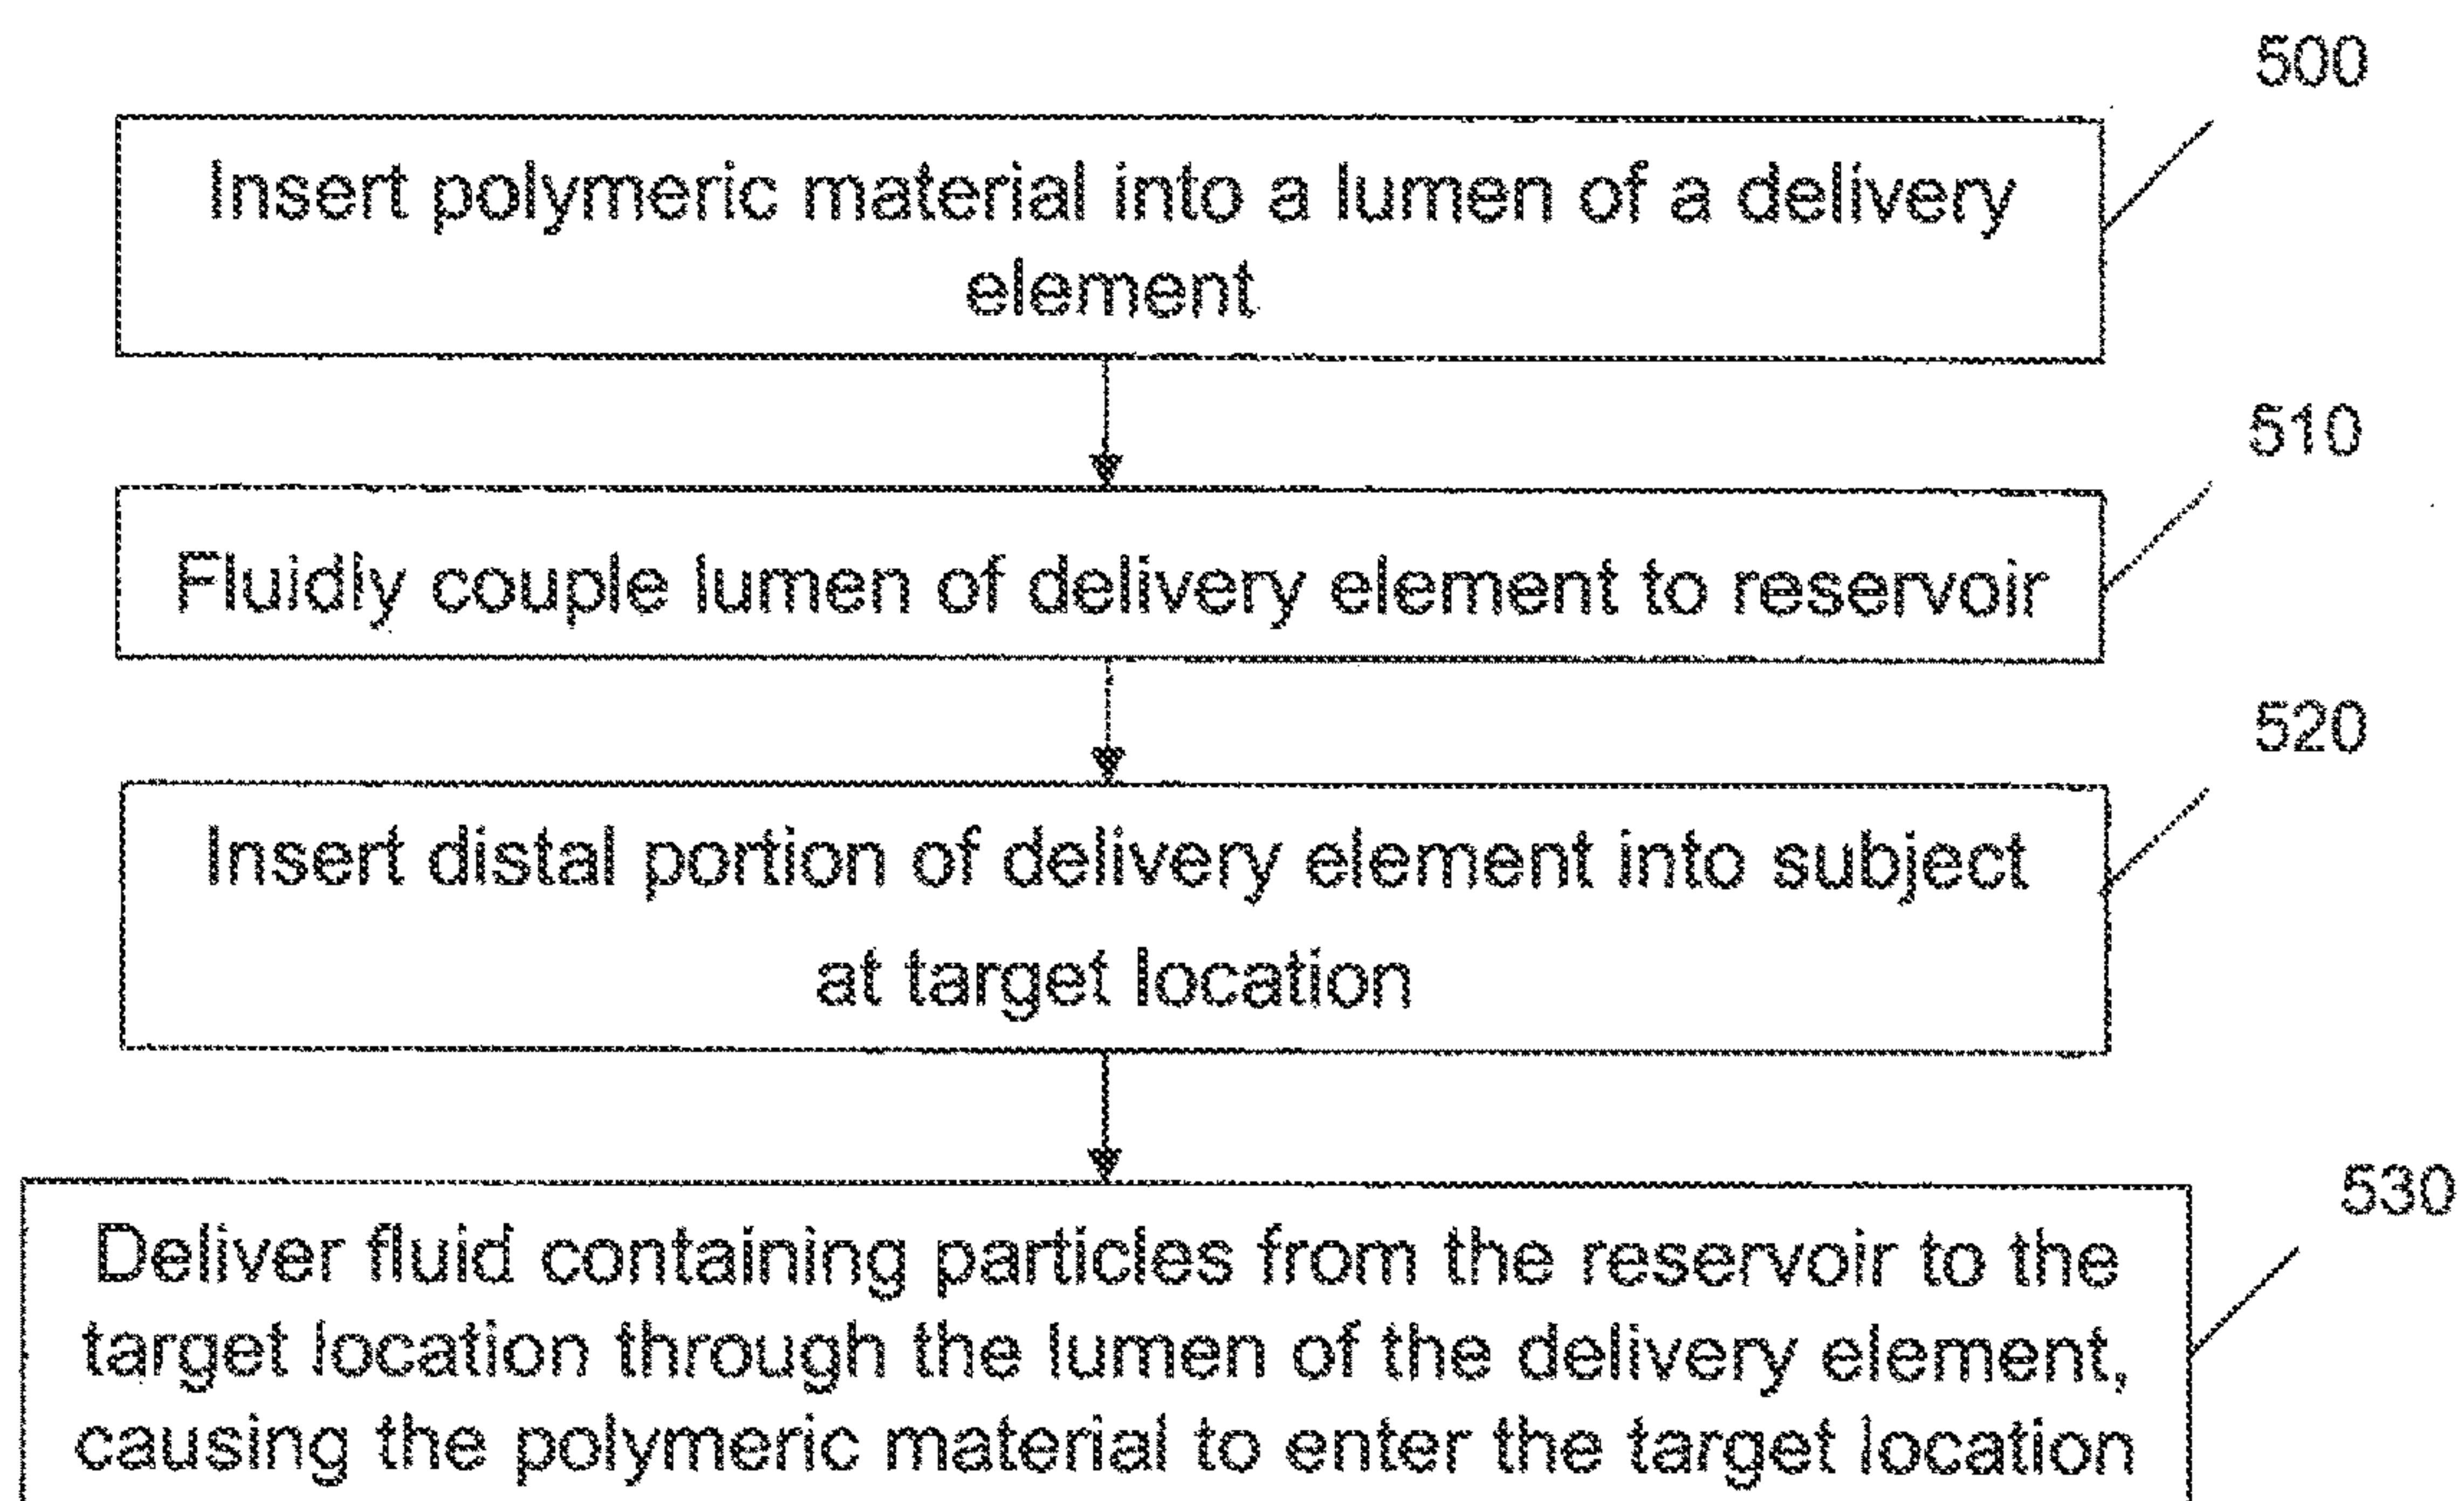 500
Insert polymeric material into a lumen of a delivery
element
510
Fluidly couple lumen of delivery element to reservoir
520
Insert distal portion of delivery element into subject
at target location
530
Deliver fluid containing particles from the reservoir to the
target location through the lumen of the delivery element,
causing the polymeric material to enter the target location